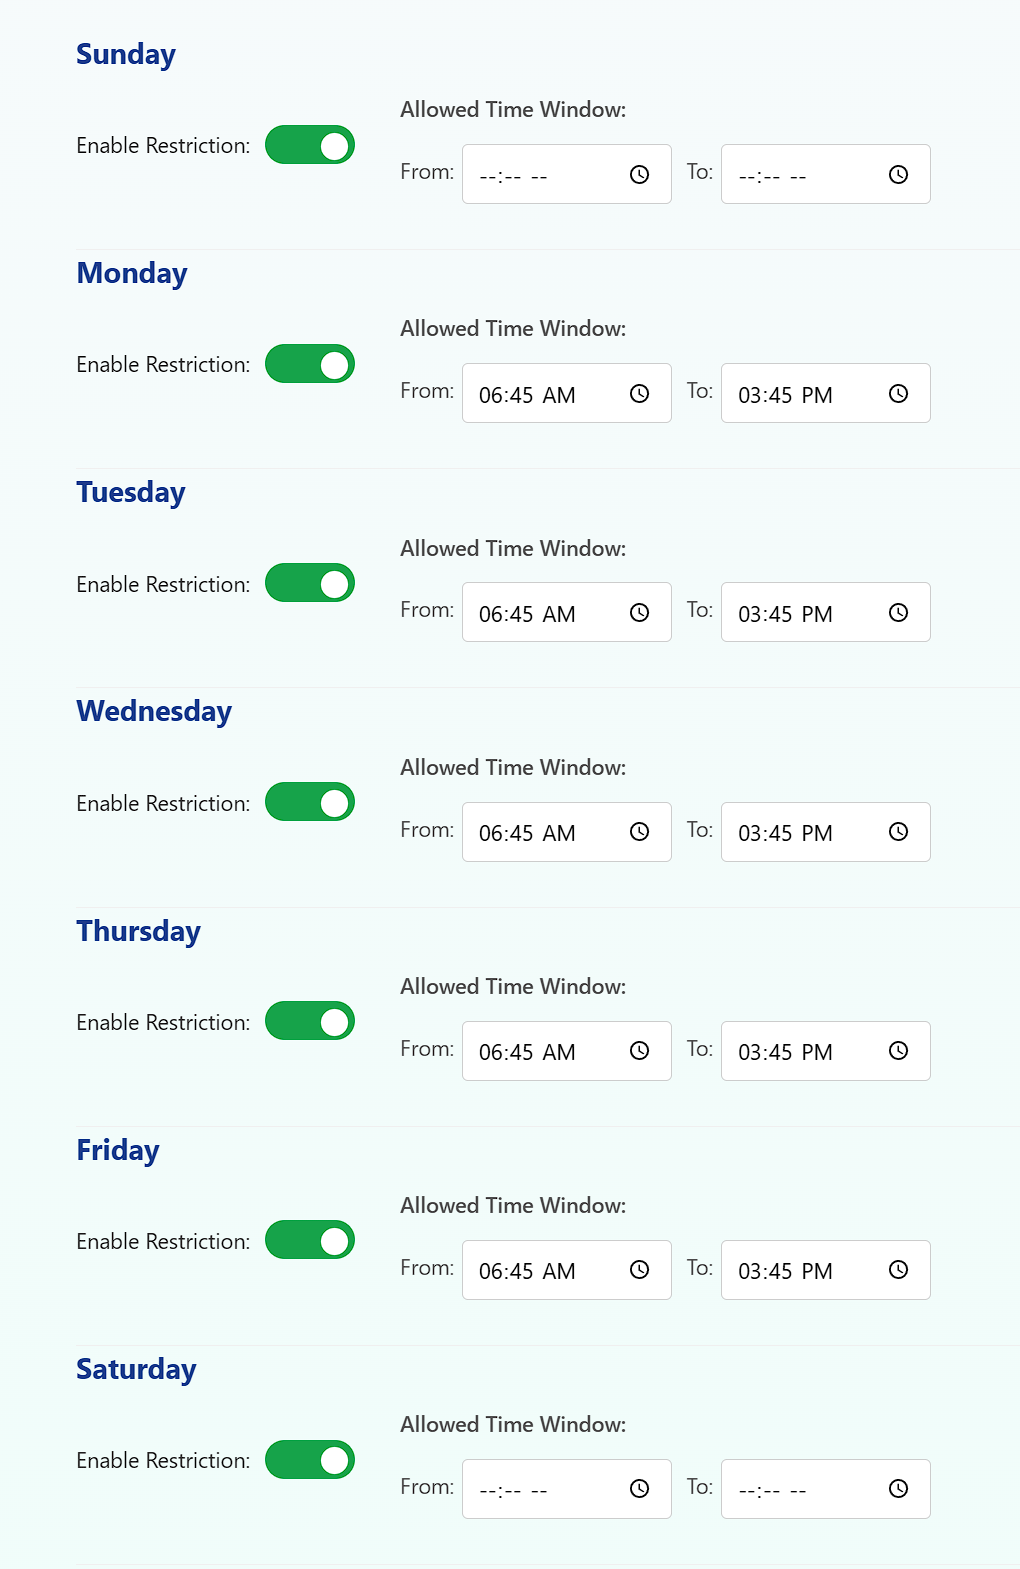 Sunday
Allowed Time Window:
Enable Restriction:
From: --:-- -- To: --:-- --
Monday
Allowed Time Window:
Enable Restriction:
From: 06:45 AM To: 03:45 PM
Tuesday
Allowed Time Window:
Enable Restriction:
From: 06:45 AM To: 03:45 PM
Wednesday
Allowed Time Window:
Enable Restriction:
From: 06:45 AM To: 03:45 PM
Thursday
Allowed Time Window:
Enable Restriction:
From: 06:45 AM To: 03:45 PM
Friday
Allowed Time Window:
Enable Restriction:
From: 06:45 AM To: 03:45 PM
Saturday
Allowed Time Window:
Enable Restriction:
From: --:-- -- To: --:-- --